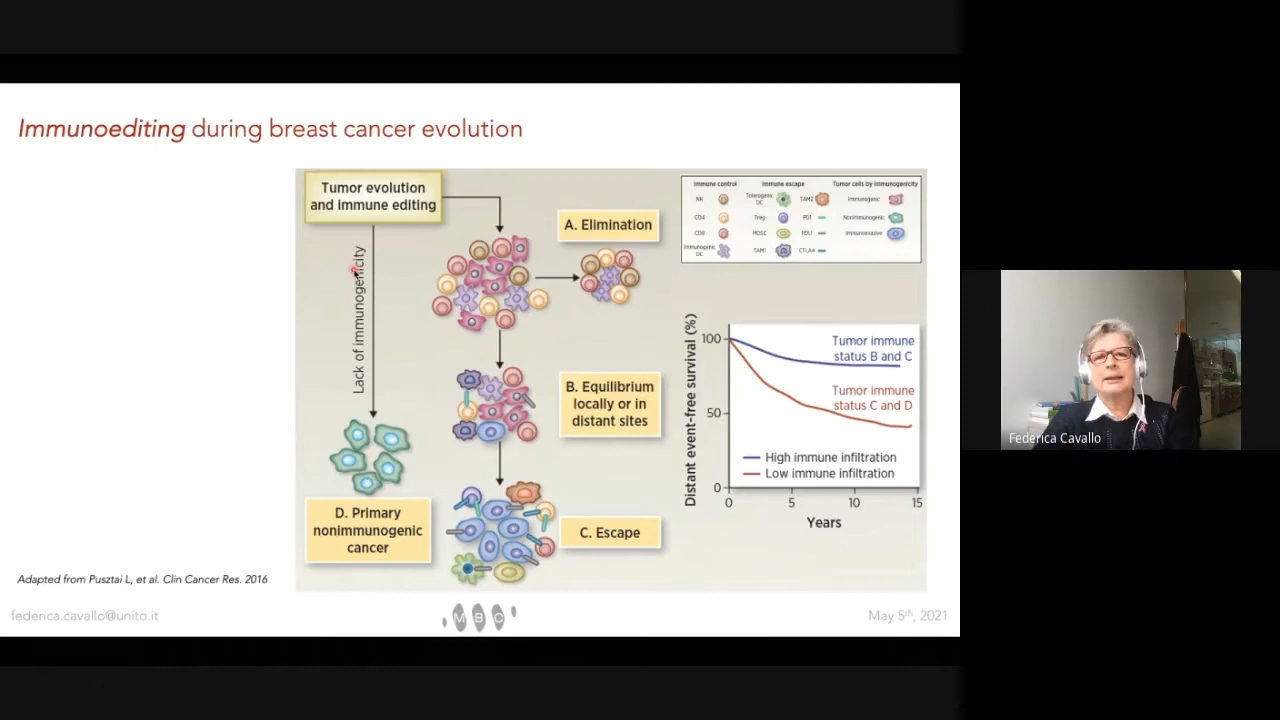 Immunoediting during breast cancer evolution
Tumor evolution
and immune editing
Lack of immunogenicity
A. Elimination
B. Equilibrium
locally or in
distant sites
C. Escape
D. Primary
nonimmunogenic
cancer
Immune control
Immune escape
Tumor cells by immunogenicity
NK
Tolerogenic
DC
TAM2
Immunogenic
CD4
Treg
PD1
Nonimmunogenic
CD8
MDSC
PDL1
Immunoevasive
Immunogenic
DC
TAM1
CTLA4
Distant event-free survival (%)
100
50
0
Tumor immune
status B and C
Tumor immune
status C and D
High immune infiltration
Low immune infiltration
0 5 10 15
Years
Adapted from Pusztai L, et al. Clin Cancer Res. 2016
federica.cavallo@unito.it
MBC
May 5th, 2021
Federica Cavallo